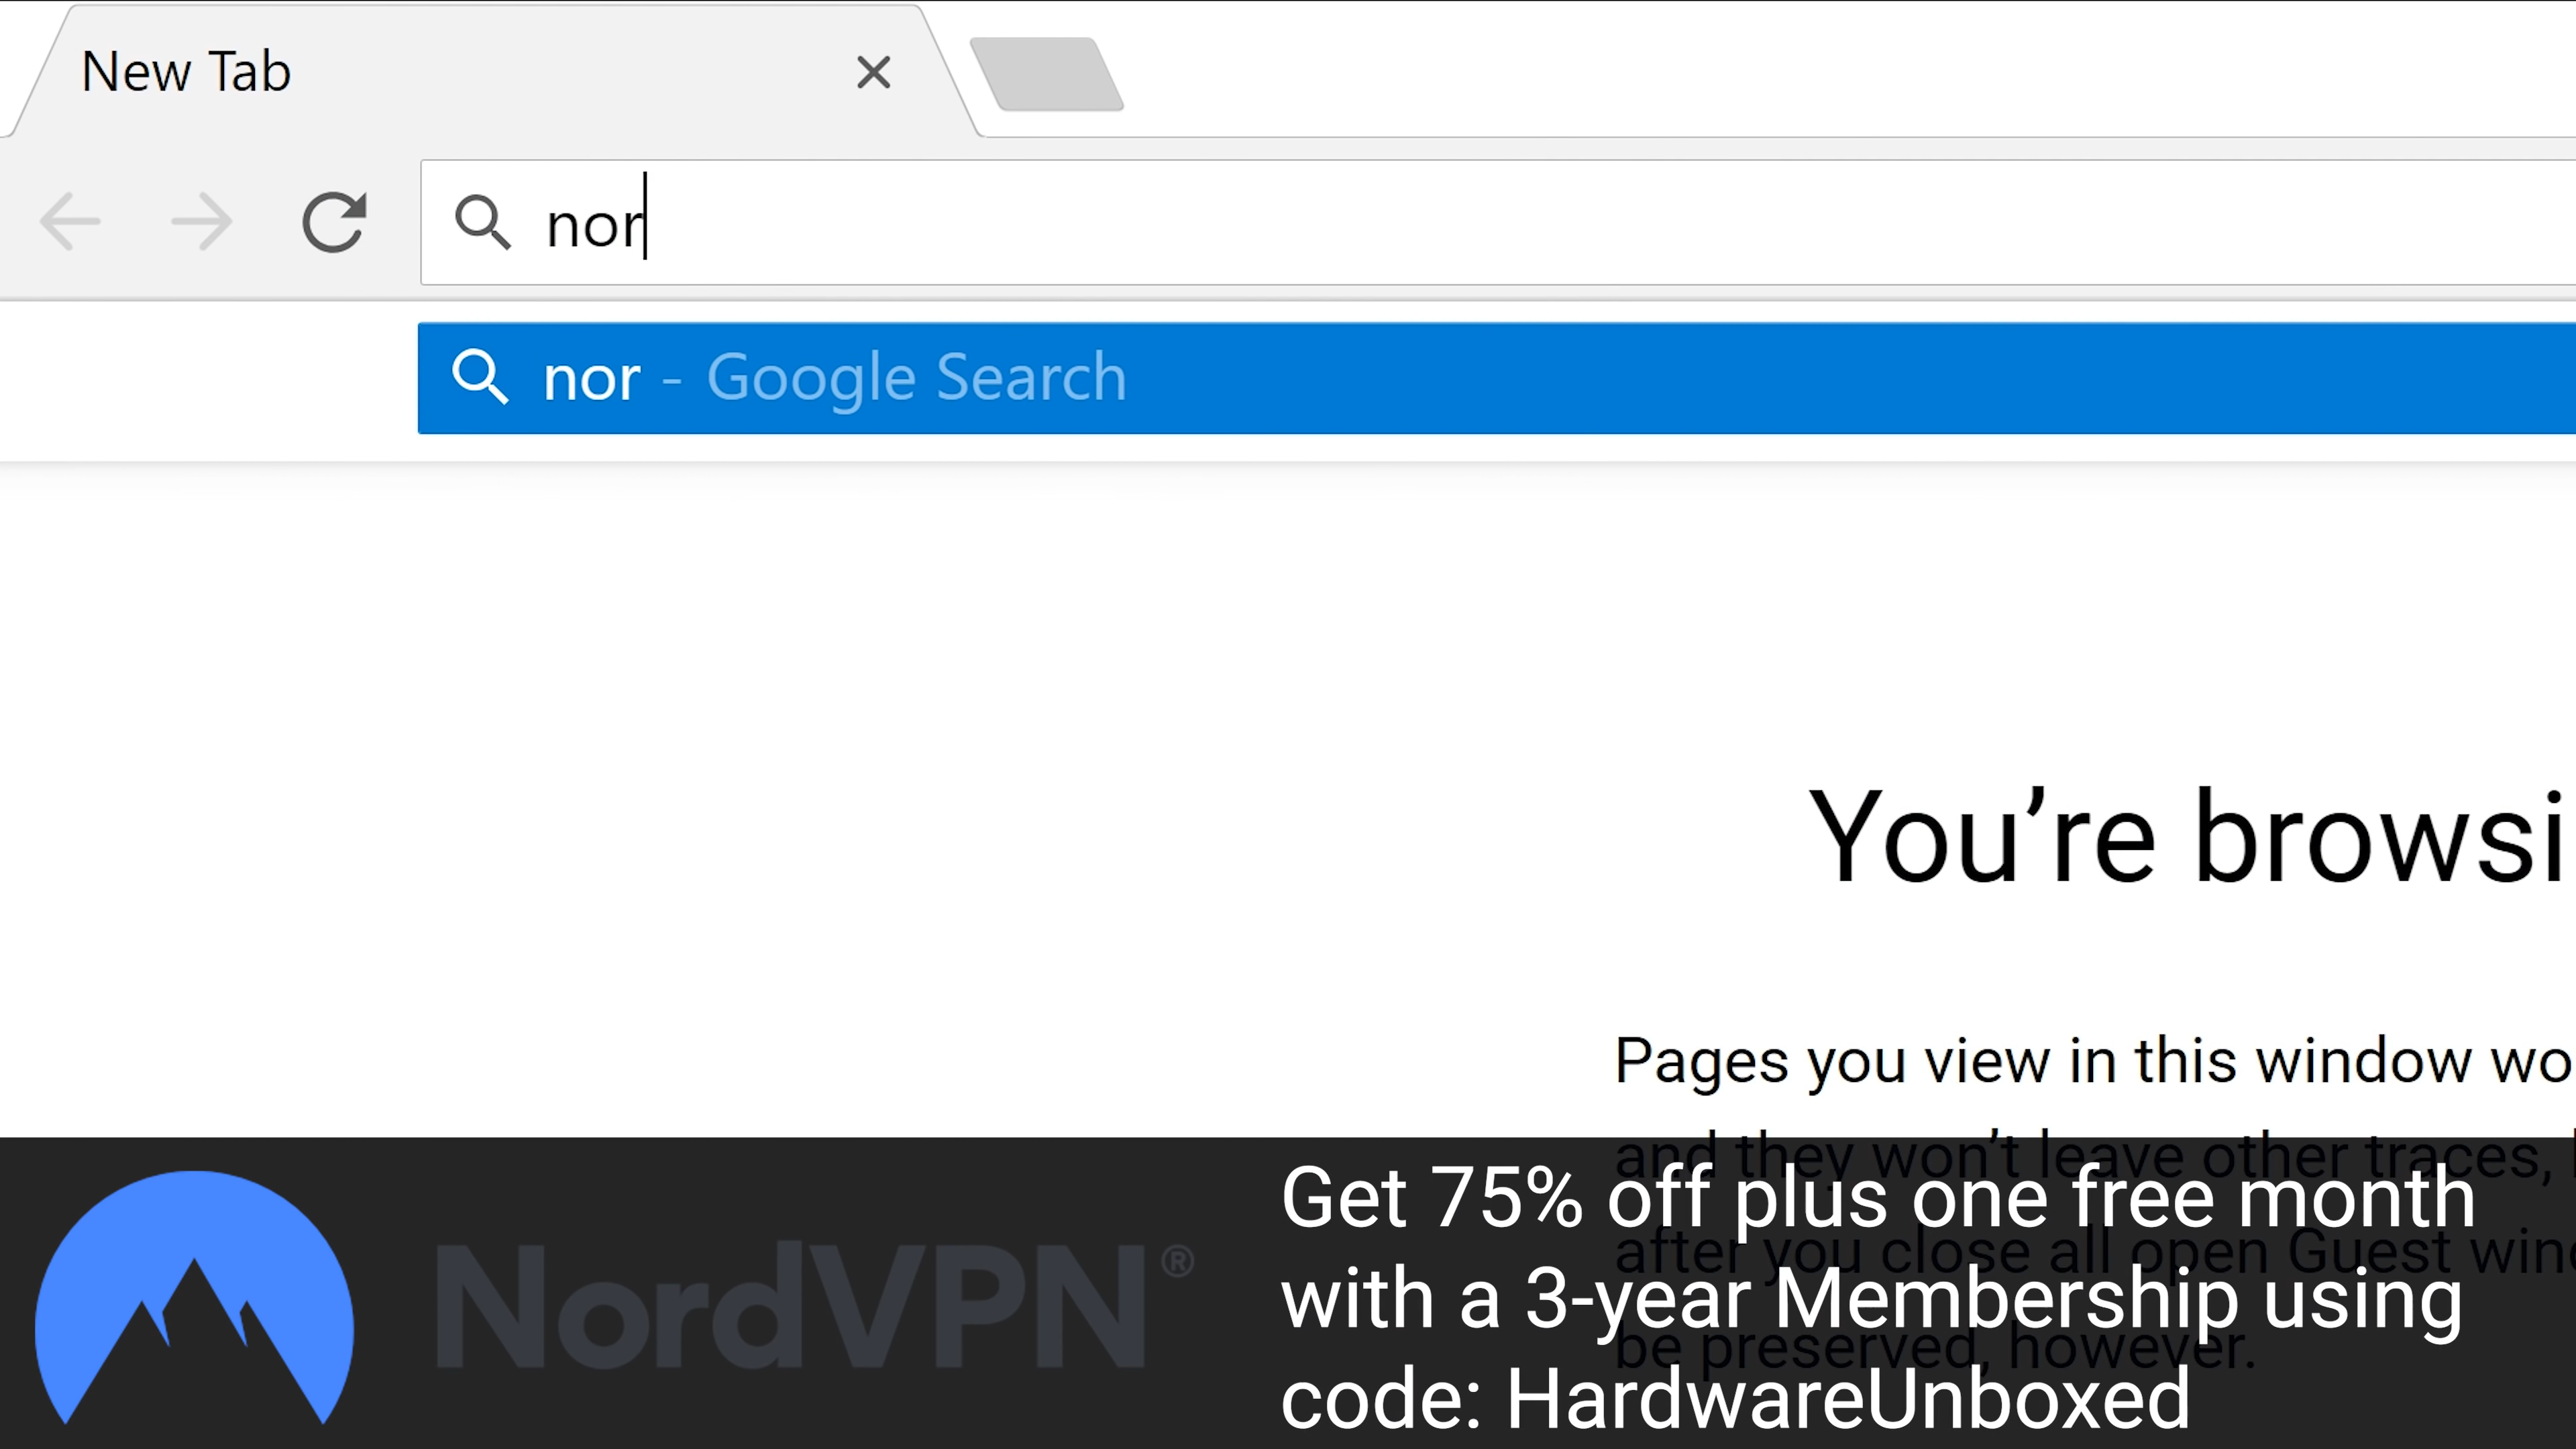 New Tab
nor
nor - Google Search
You’re browsi
Pages you view in this window wo
and they won’t leave other traces,
after you close all open Guest win
be preserved, however.
NordVPN®
Get 75% off plus one free month
with a 3-year Membership using
code: HardwareUnboxed